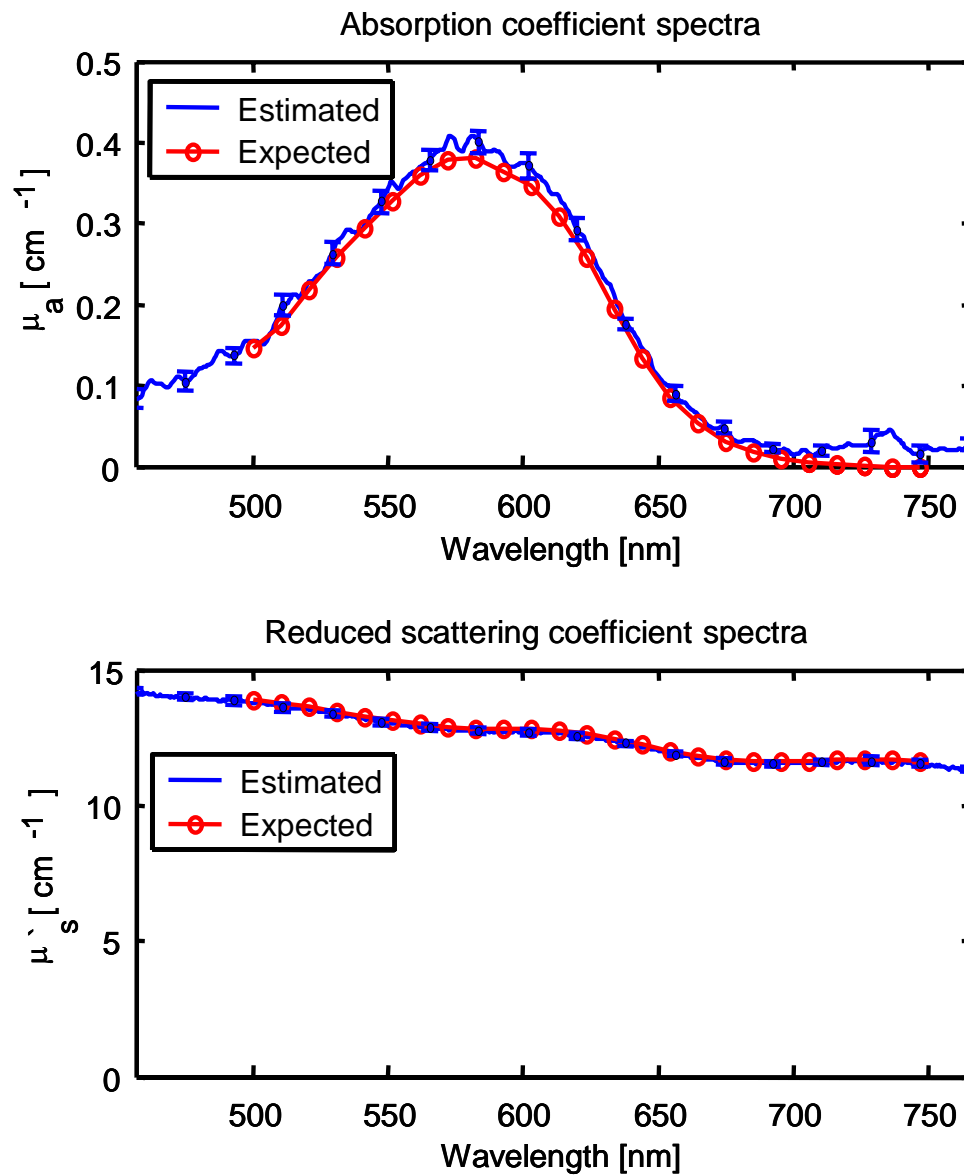 Absorption coefficient spectra
0.5
0.4
0.3
0.2
0.1
0
μa [ cm -1]
Estimated
Expected
500 550 600 650 700 750
Wavelength [nm]
Reduced scattering coefficient spectra
15
10
5
0
μ`s [ cm -1]
Estimated
Expected
500 550 600 650 700 750
Wavelength [nm]